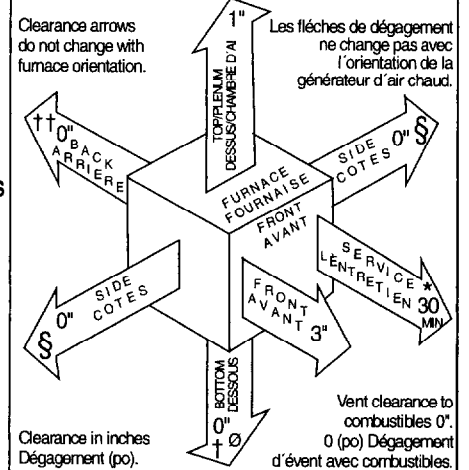 Clearance arrows
do not change with
furnace orientation.
Les fléches de dégagement
ne change pas avec
l´orientation de la
générateur d´air chaud.
1"
TOP/PLENUM
DESSUS/CHAMBRE D´AI
††0"
BACK
ARRIERE
SIDE 0" §
COTES
S
FURNACE
FOURNAISE
FRONT
AVANT
SERVICE *
LÈNTRETIEN 30
MIN
SIDE
0" COTES
§
FRONT
AVANT 3"
BOTTOM
DESSOUS
0"
† Ø
Clearance in inches
Dégagement (po).
Vent clearance to
combustibles 0".
0 (po) Dégagement
d´évent avec combustibles.